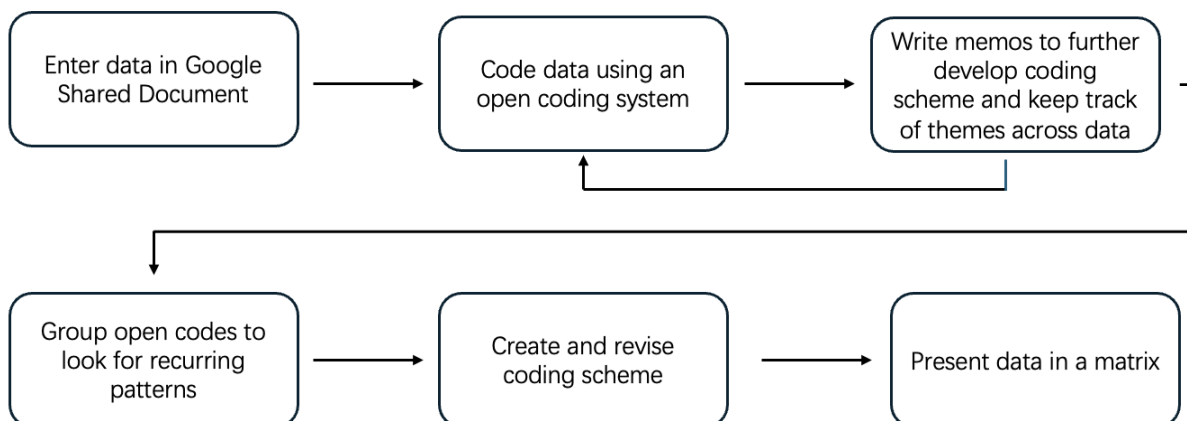 Enter data in Google
Shared Document
Code data using an
open coding system
Write memos to further
develop coding
scheme and keep track
of themes across data
Group open codes to
look for recurring
patterns
Create and revise
coding scheme
Present data in a matrix